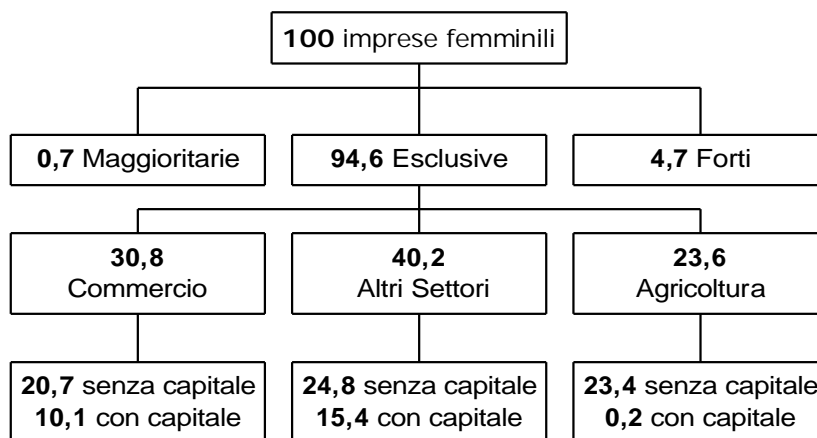 100 imprese femminili
0,7 Maggioritarie
94,6 Esclusive
4,7 Forti
30,8
Commercio
40,2
Altri Settori
23,6
Agricoltura
20,7 senza capitale
10,1 con capitale
24,8 senza capitale
15,4 con capitale
23,4 senza capitale
0,2 con capitale